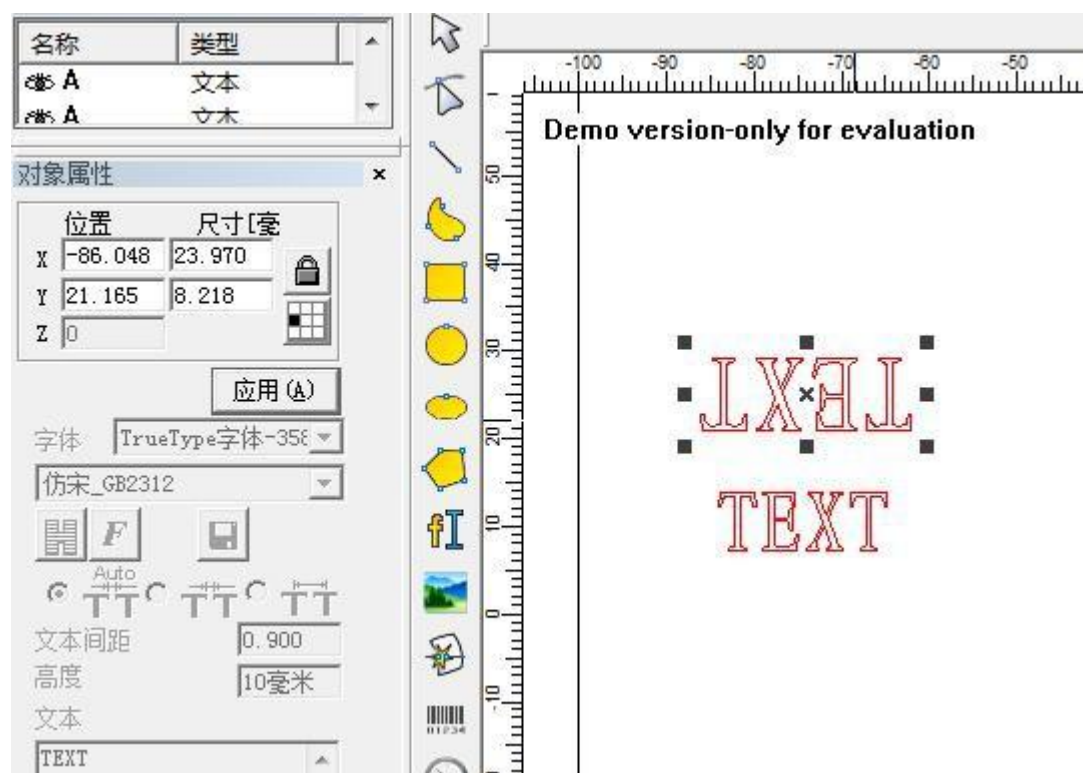 名称 类型
A 文本
A 文本
对象属性
位置 尺寸[毫
X -86.048 23.970
Y 21.165 8.218
Z 0
应用(A)
字体 TrueType字体-358
仿宋_GB2312
F
Auto
文本间距 0.900
高度 10毫米
文本
TEXT
-100 -90 -80 -70 -60 -50
Demo version-only for evaluation
50
40
30
20
10
0
-10
TEXT
TEXT
01234